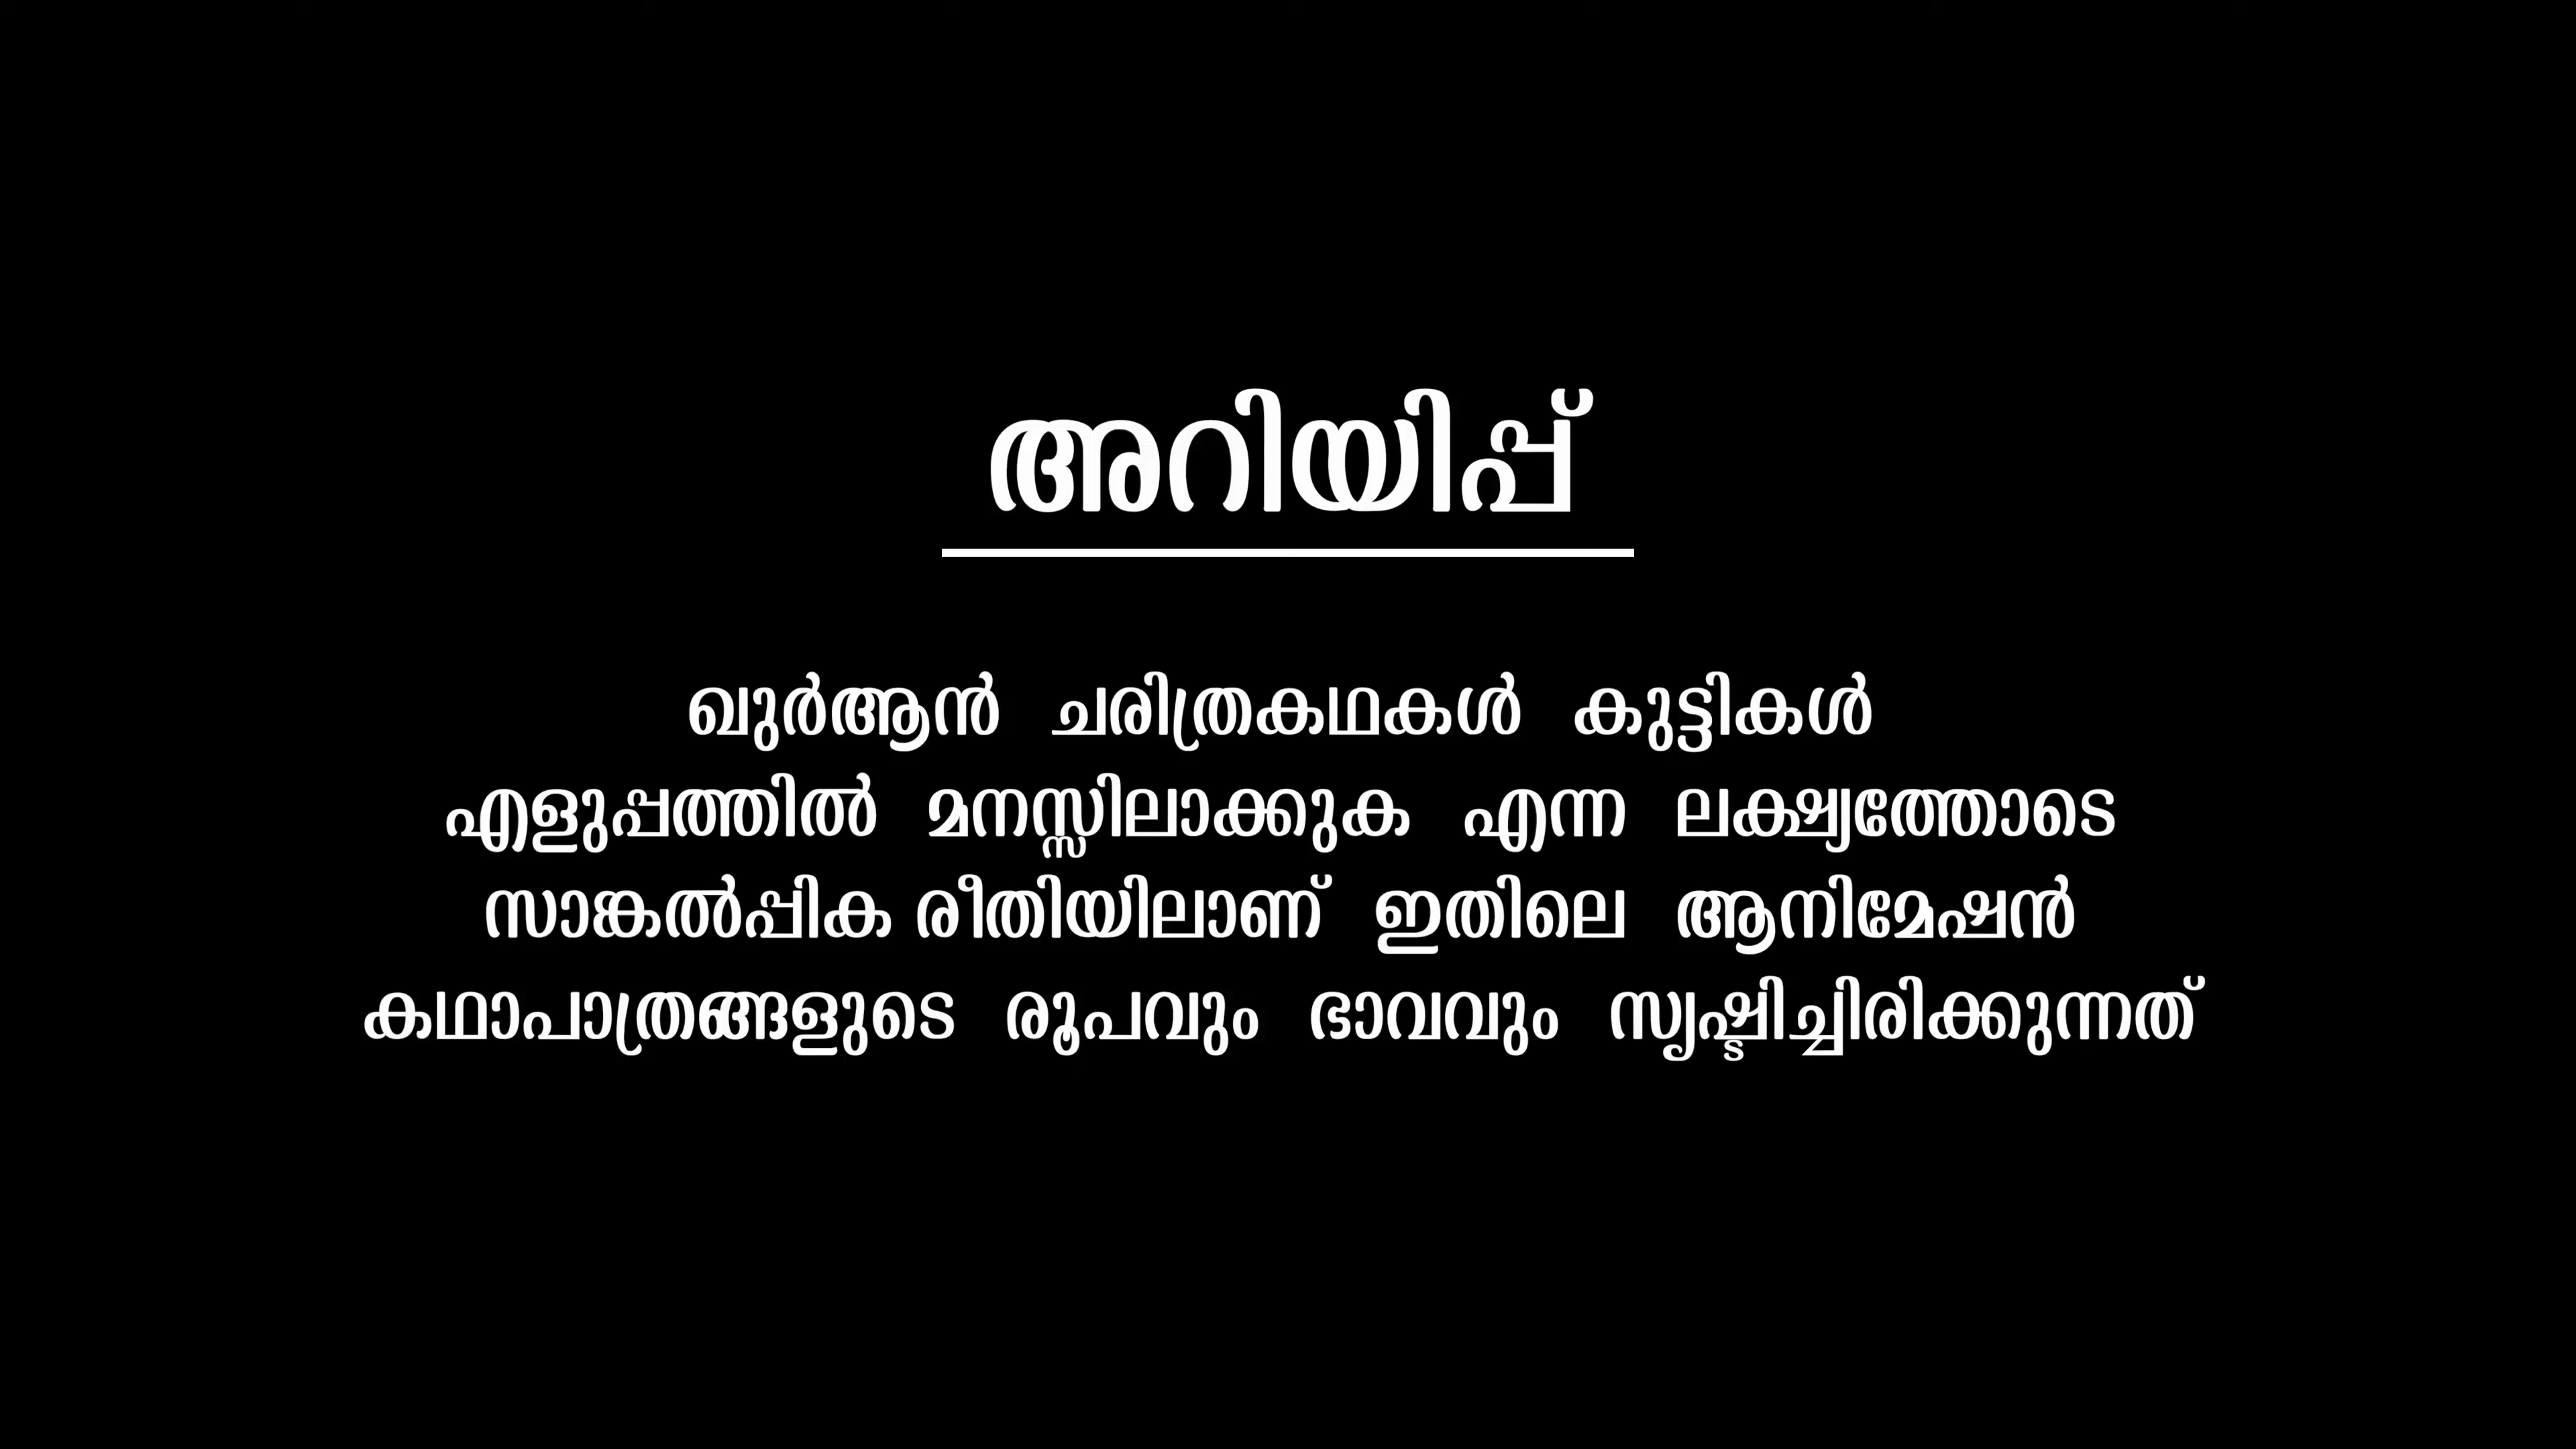 അറിയിപ്പ്
ഖുർആൻ ചരിത്രകഥകൾ കുട്ടികൾ
എളുപ്പത്തിൽ മനസ്സിലാക്കുക എന്ന ലക്ഷ്യത്തോടെ
സാങ്കൽപ്പിക രീതിയിലാണ് ഇതിലെ ആനിമേഷൻ
കഥാപാത്രങ്ങളുടെ രൂപവും ഭാവവും സൃഷ്ടിച്ചിരിക്കുന്നത്